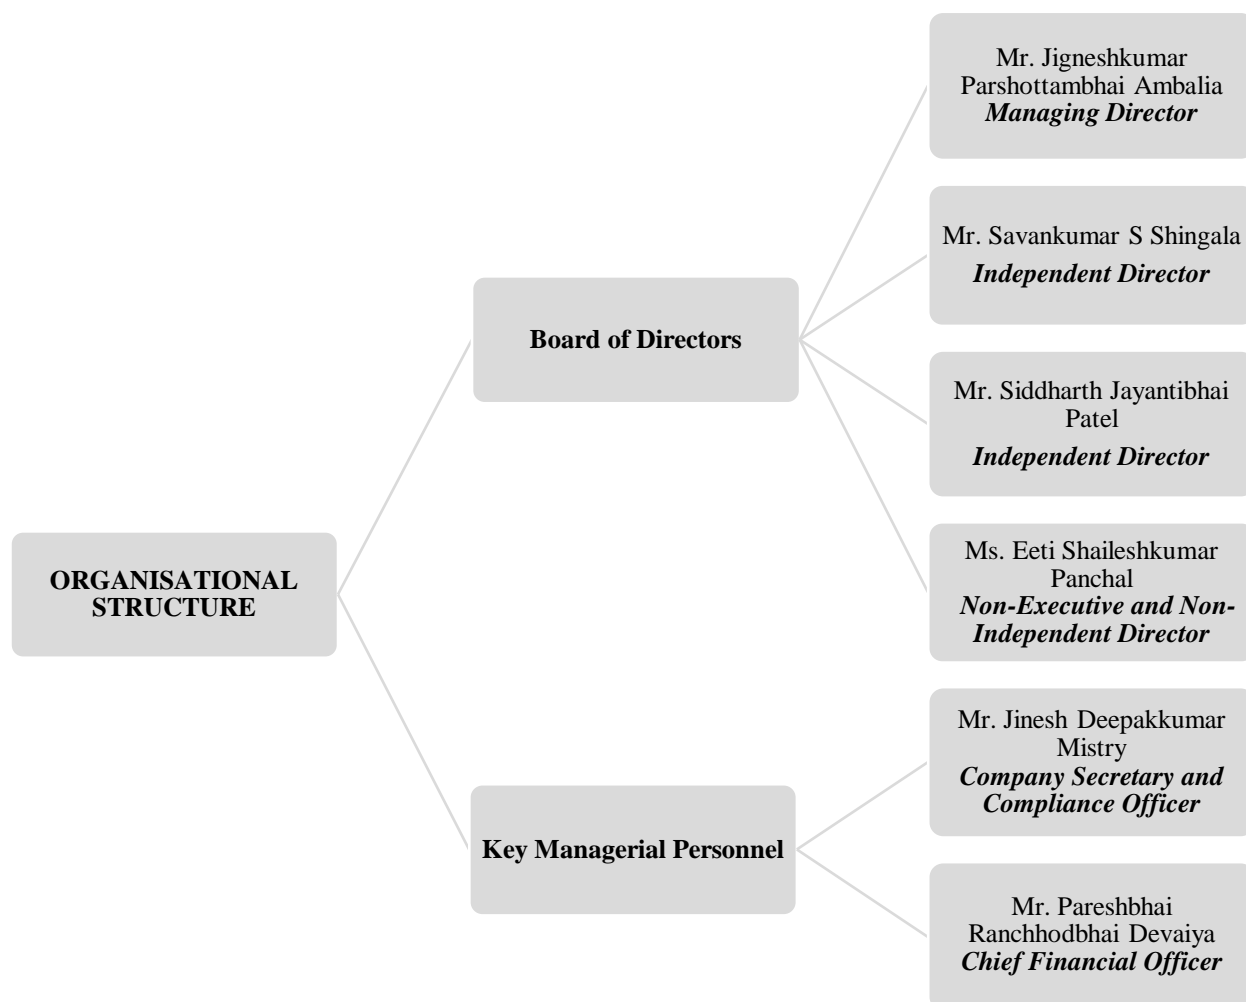 ORGANISATIONAL
STRUCTURE
Board of Directors
Mr. Jigneshkumar
Parshottambhai Ambalia
Managing Director
Mr. Savankumar S Shingala
Independent Director
Mr. Siddharth Jayantibhai
Patel
Independent Director
Ms. Eeti Shaileshkumar
Panchal
Non-Executive and Non-
Independent Director
Key Managerial Personnel
Mr. Jinesh Deepakkumar
Mistry
Company Secretary and
Compliance Officer
Mr. Pareshbhai
Ranchhodbhai Devaiya
Chief Financial Officer